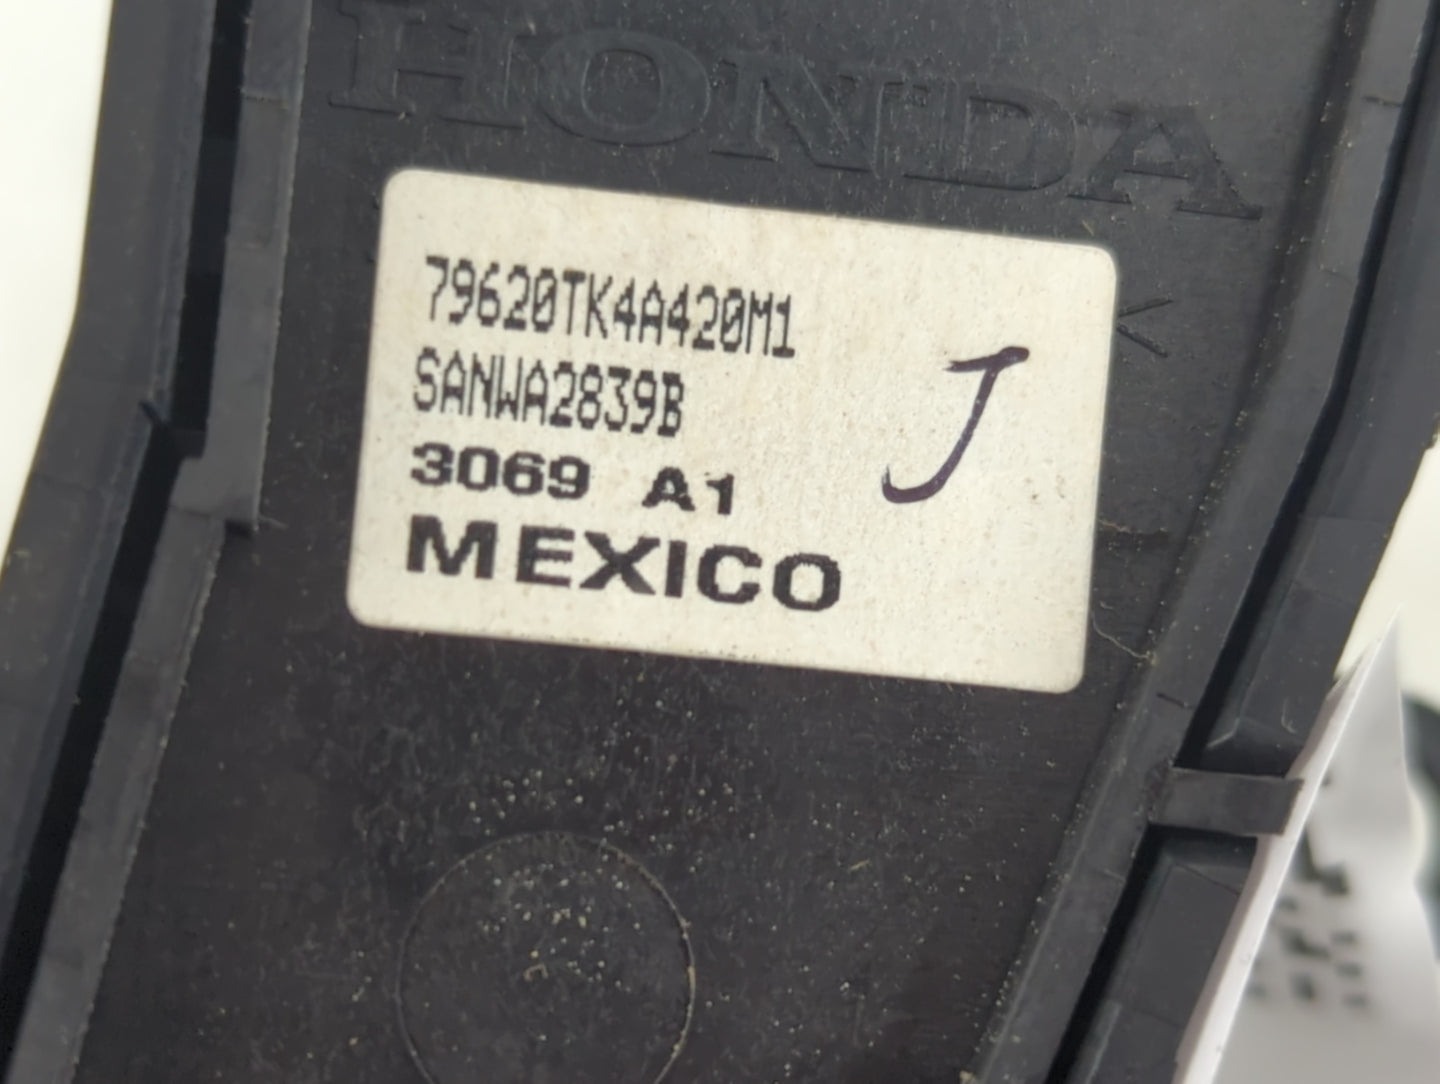 HONDA
79620TK4A420M1
SANWA2839B
3069 A1
MEXICO
J